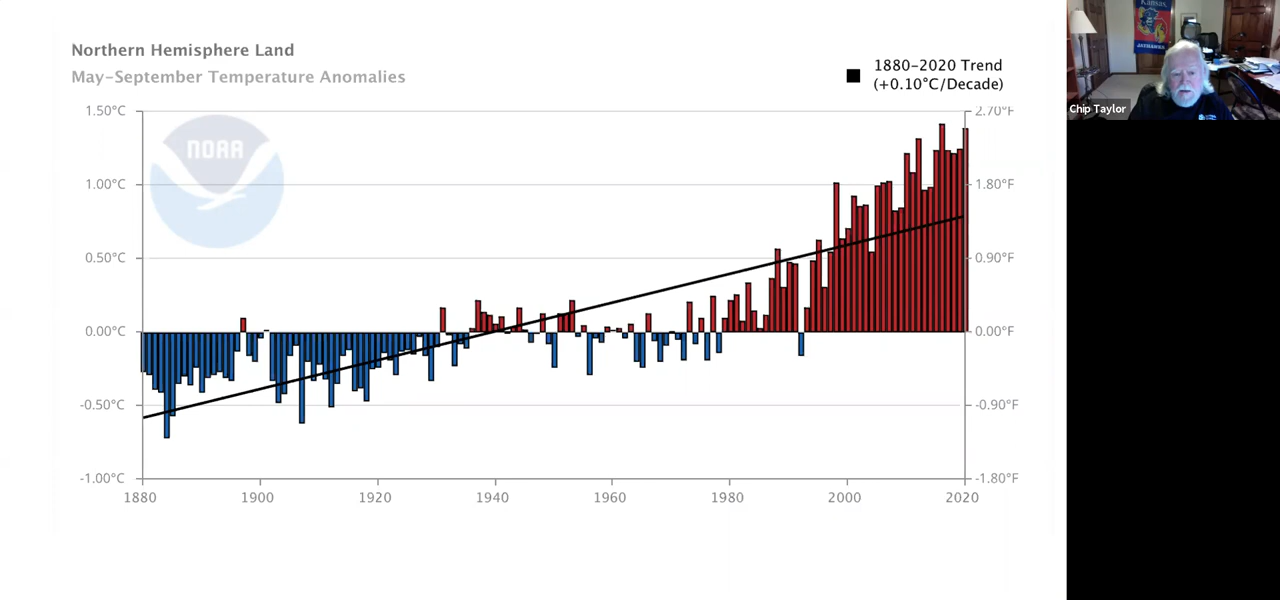 Northern Hemisphere Land
May-September Temperature Anomalies
1880-2020 Trend
(+0.10°C/Decade)
1.50°C
1.00°C
0.50°C
0.00°C
-0.50°C
-1.00°C
NOAA
2.70°F
1.80°F
0.90°F
0.00°F
-0.90°F
-1.80°F
1880
1900
1920
1940
1960
1980
2000
2020
Kansas
JAYHAWKS
Chip Taylor